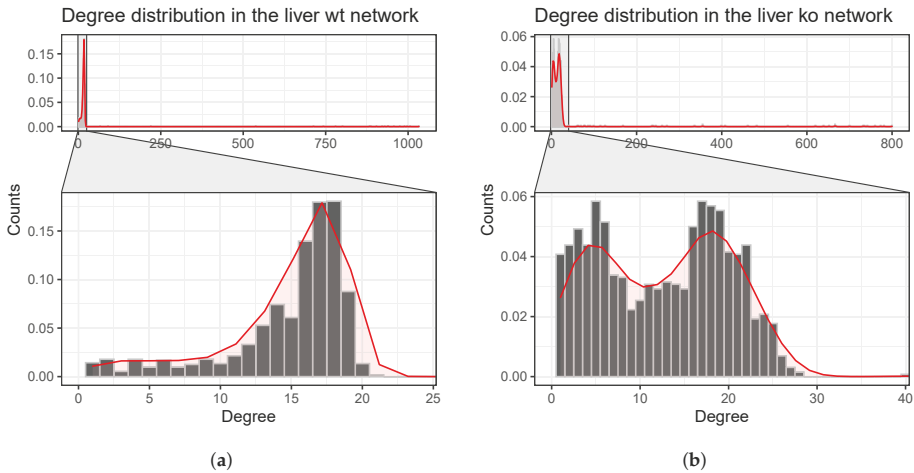 Degree distribution in the liver wt network
0.15
0.10
0.05
0.00
0 250 500 750 1000
Counts
0.15
0.10
0.05
0.00
0 5 10 15 20 25
Degree
(a)
Degree distribution in the liver ko network
0.06
0.04
0.02
0.00
0 200 400 600 800
Counts
0.06
0.04
0.02
0.00
0 10 20 30 40
Degree
(b)